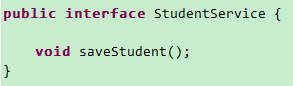 public interface StudentService {
void saveStudent();
}